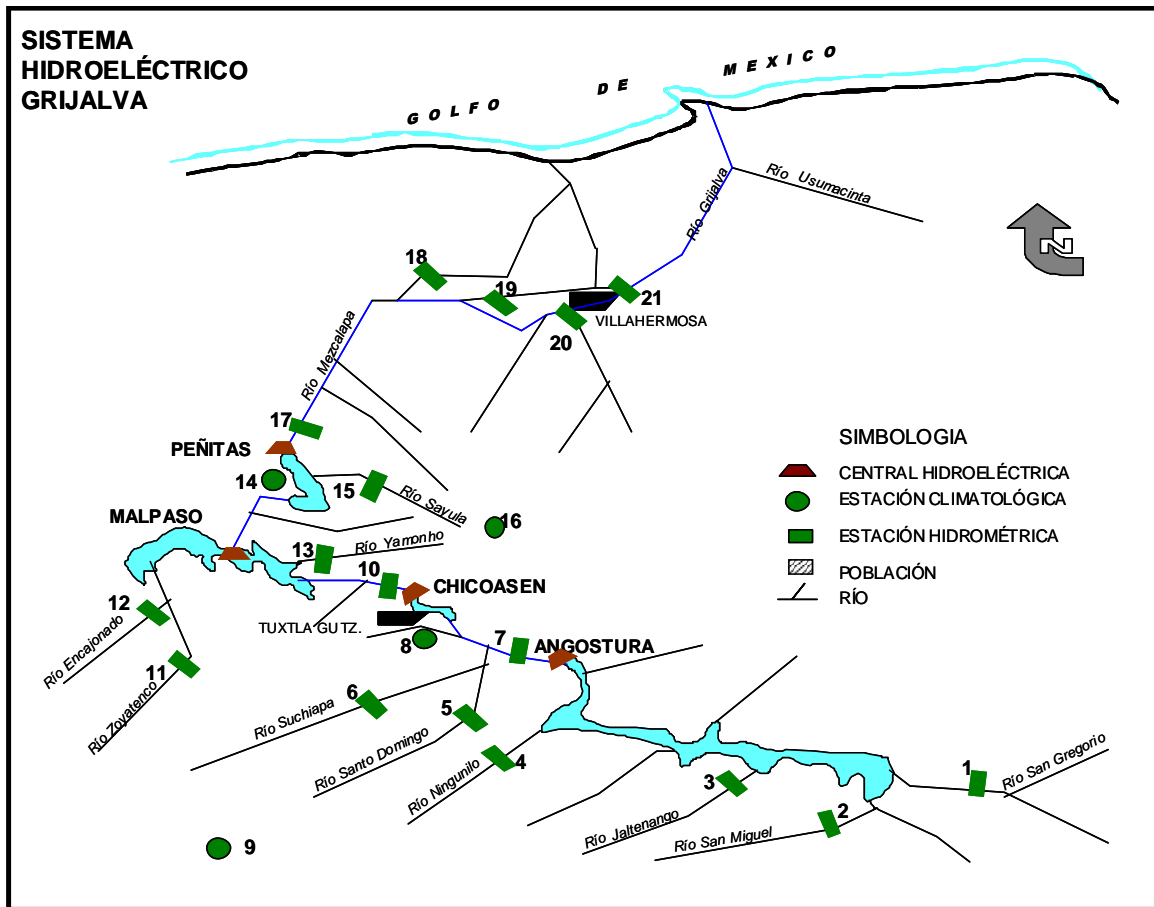 SISTEMA
HIDROELÉCTRICO
GRIJALVA
GOLFO DE MEXICO
Río Usumacinta
Río Grijalva
18
19
21
VILLAHERMOSA
20
Río Mezcalapa
17
PEÑITAS
14
15
Río Sayula
16
MALPASO
13
Río Yamonho
10
CHICOASEN
12
TUXTLA GUTZ.
8
7
ANGOSTURA
Río Encajonado
11
Río Zoyatenco
6
Río Suchiapa
5
Río Santo Domingo
4
Río Ningunilo
3
Río Jaltenango
2
Río San Miguel
1
Río San Gregorio
9
N
SIMBOLOGIA
CENTRAL HIDROELÉCTRICA
ESTACIÓN CLIMATOLÓGICA
ESTACIÓN HIDROMÉTRICA
POBLACIÓN
RÍO